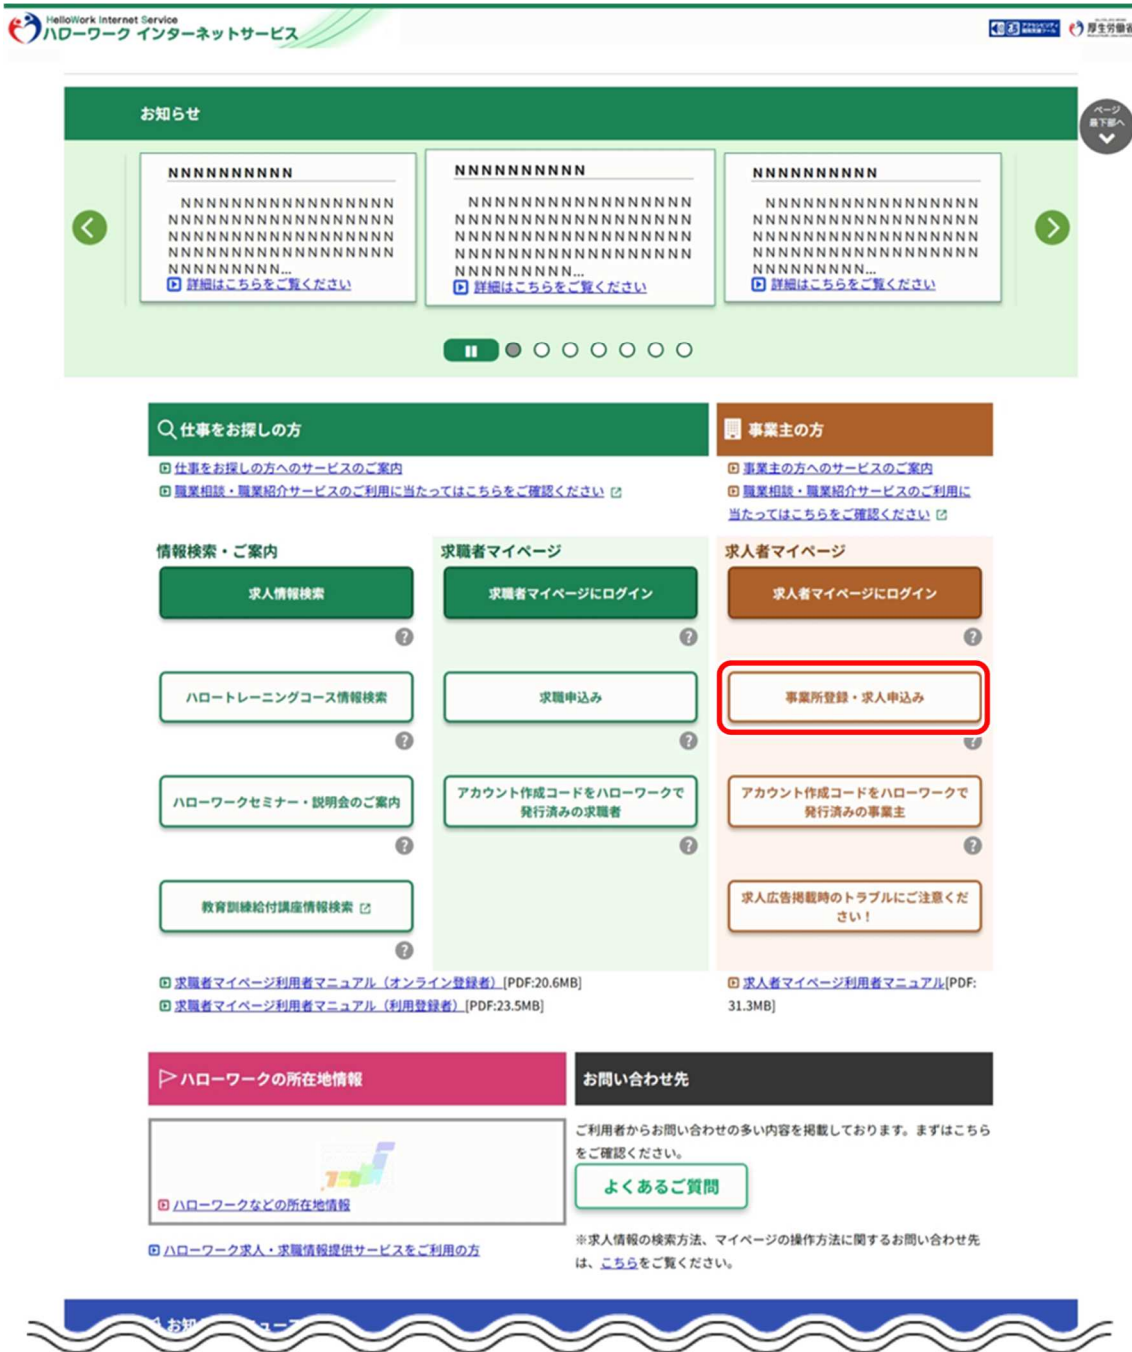 HelloWork Internet Service
ハローワーク インターネットサービス
厚生労働省
ページ
最下部へ
お知らせ
NNNNNNNNNN
NNNNNNNNNNNNNNNN
NNNNNNNNNNNNNNNNN
NNNNNNNNNNNNNNNNN
NNNNNNNNNNNNNNNNN
NNNNNNNNN...
詳細はこちらをご覧ください
NNNNNNNNNN
NNNNNNNNNNNNNNNNN
NNNNNNNNNNNNNNNNNN
NNNNNNNNNNNNNNNNNN
NNNNNNNNNNNNNNNNNN
NNNNNNNNN...
詳細はこちらをご覧ください
NNNNNNNNNN
NNNNNNNNNNNNNNNN
NNNNNNNNNNNNNNNNN
NNNNNNNNNNNNNNNNN
NNNNNNNNNNNNNNNNN
NNNNNNNNN...
詳細はこちらをご覧ください
仕事をお探しの方
仕事をお探しの方へのサービスのご案内
職業相談・職業紹介サービスのご利用に当たってはこちらをご確認ください
事業主の方
事業主の方へのサービスのご案内
職業相談・職業紹介サービスのご利用に
当たってはこちらをご確認ください
情報検索・ご案内
求人情報検索
?
ハロートレーニングコース情報検索
?
ハローワークセミナー・説明会のご案内
?
教育訓練給付講座情報検索
?
求職者マイページ
求職者マイページにログイン
?
求職申込み
?
アカウント作成コードをハローワークで
発行済みの求職者
?
求人者マイページ
求人者マイページにログイン
?
事業所登録・求人申込み
?
アカウント作成コードをハローワークで
発行済みの事業主
?
求人広告掲載時のトラブルにご注意くだ
さい!
求職者マイページ利用者マニュアル(オンライン登録者)[PDF:20.6MB]
求職者マイページ利用者マニュアル(利用登録者)[PDF:23.5MB]
求人者マイページ利用者マニュアル[PDF:
31.3MB]
ハローワークの所在地情報
ハローワークなどの所在地情報
ハローワーク求人・求職情報提供サービスをご利用の方
お問い合わせ先
ご利用者からお問い合わせの多い内容を掲載しております。まずはこちら
をご確認ください。
よくあるご質問
※求人情報の検索方法、マイページの操作方法に関するお問い合わせ先
は、こちらをご覧ください。